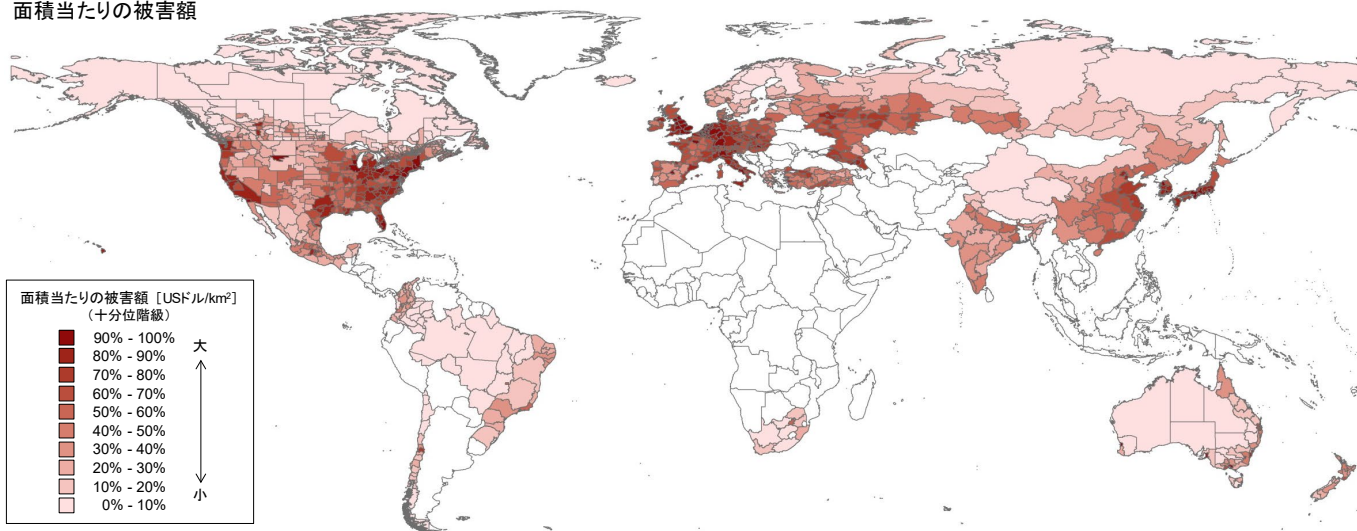 面積当たりの被害額
面積当たりの被害額 [USドル/km²]
(十分位階級)
90% - 100%
大
80% - 90%
70% - 80%
60% - 70%
50% - 60%
40% - 50%
30% - 40%
20% - 30%
10% - 20%
小
0% - 10%